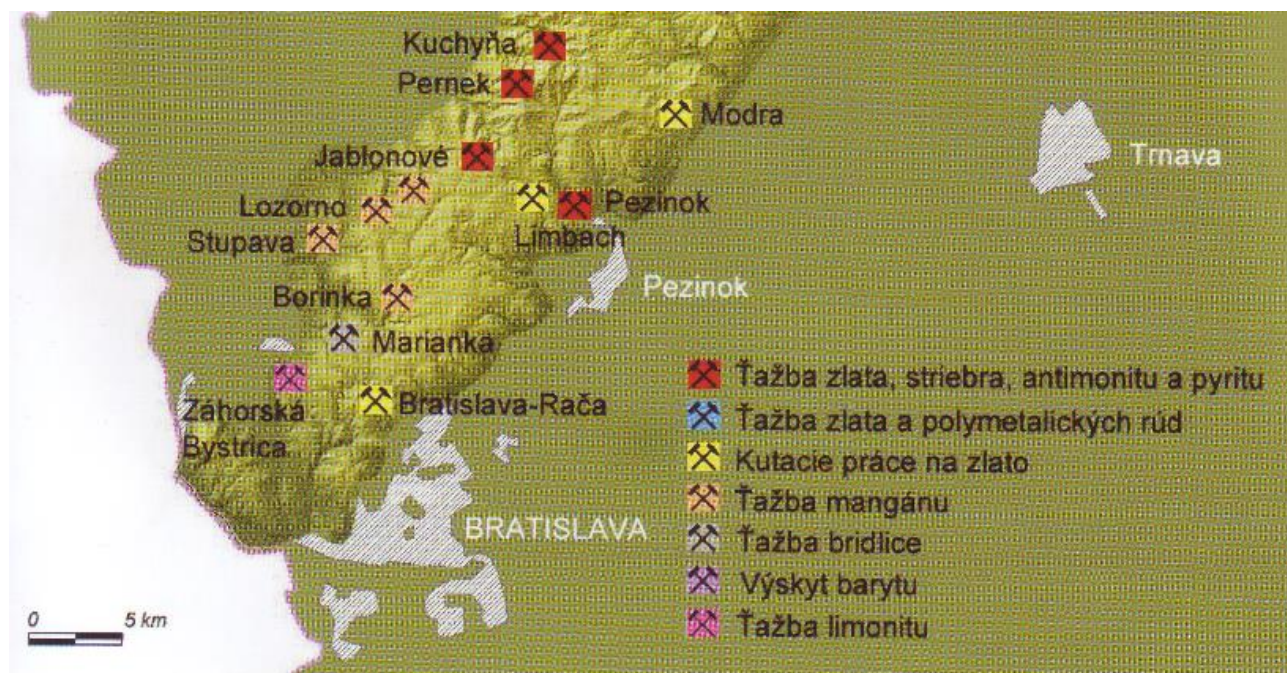 Kuchyňa
Pernek
Modra
Jablonové
Trnava
Lozorno
Pezinok
Stupava
Limbach
Pezinok
Borinka
Marianka
Záhorská
Bystrica
Bratislava-Rača
BRATISLAVA
Ťažba zlata, striebra, antimonitu a pyritu
Ťažba zlata a polymetalických rúd
Kutacie práce na zlato
Ťažba mangánu
Ťažba bridlice
Výskyt barytu
Ťažba limonitu
0 5 km